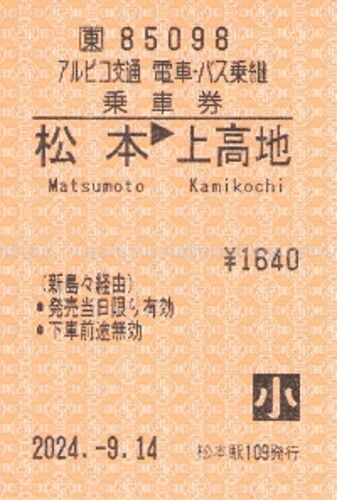 東 85098
アルピコ交通 電車・バス乗継
乗車券
松本▶上高地
Matsumoto Kamikochi
¥1640
(新島々経由)
●発売当日限り有効
●下車前途無効
小
2024.-9.14 松本駅109発行